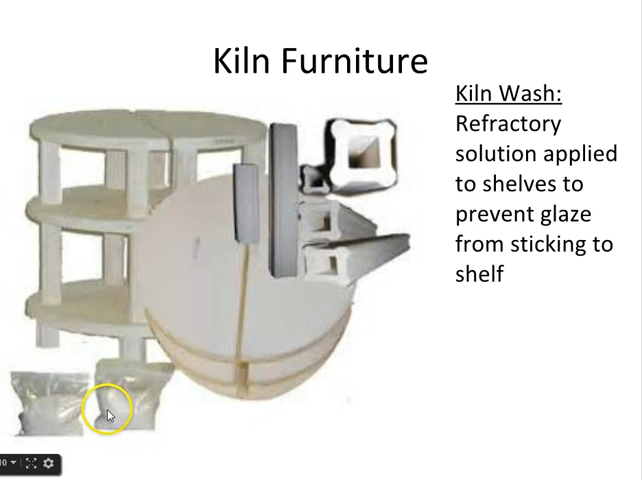 Kiln Furniture
Kiln Wash:
Refractory
solution applied
to shelves to
prevent glaze
from sticking to
shelf